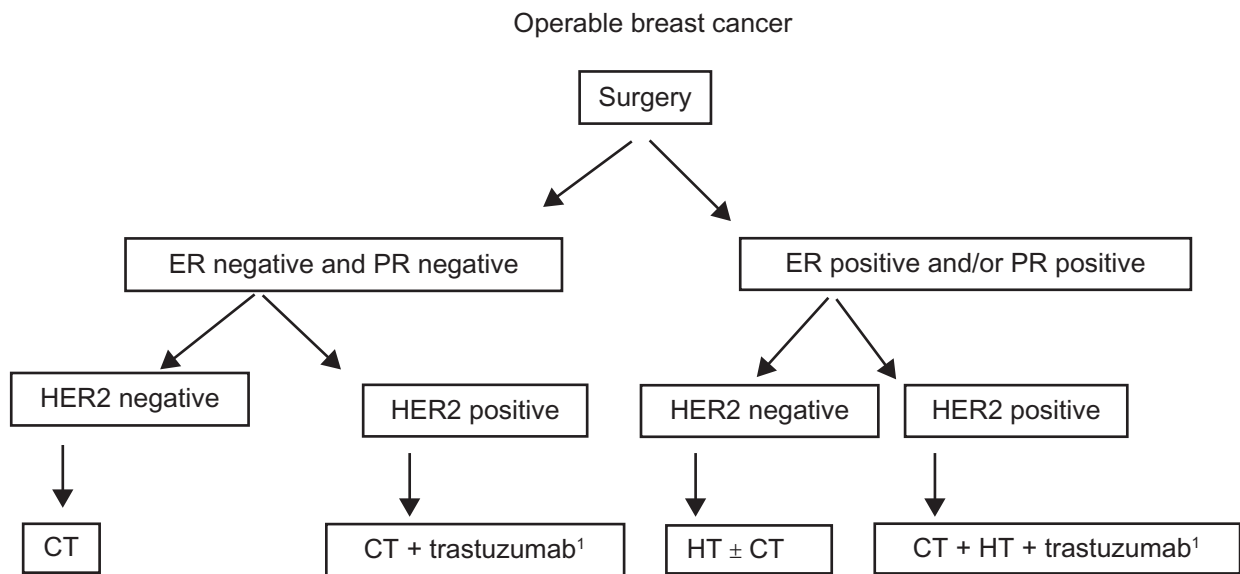 Operable breast cancer
Surgery
ER negative and PR negative
ER positive and/or PR positive
HER2 negative
HER2 positive
HER2 negative
HER2 positive
CT
CT + trastuzumab¹
HT ± CT
CT + HT + trastuzumab¹